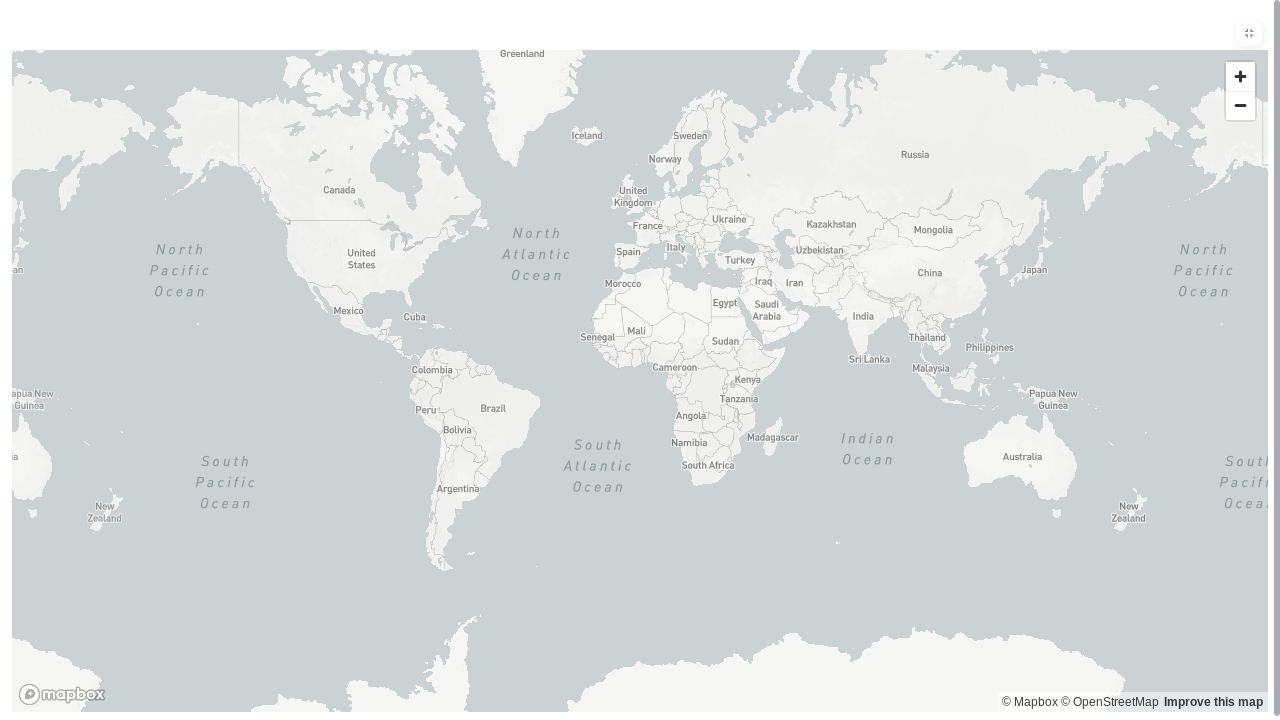 Greenland
Iceland
Sweden
Russia
Norway
Canada
United
Kingdom
Ukraine
Kazakhstan
France
Mongolia
North
Atlantic
Ocean
North
Pacific
Ocean
North
Pacific
Ocean
Italy
Spain
Uzbekistan
United
States
Turkey
an
Japan
China
Morocco
Iraq
Iran
Egypt
Saudi
Arabia
Mexico
Cuba
India
Mali
Senegal
Sudan
Thailand
Philippines
Sri Lanka
Colombia
Cameroon
Malaysia
Kenya
apua New
Guinea
Papua New
Guinea
Tanzania
Peru
Brazil
Angola
Bolivia
Namibia
Madagascar
Indian
Ocean
South
Atlantic
Ocean
ia
Australia
South
Pacific
Ocean
South
Pacifi
Ocea
South Africa
Argentina
New
Zealand
New
Zealand
mapbox
© Mapbox © OpenStreetMap Improve this map